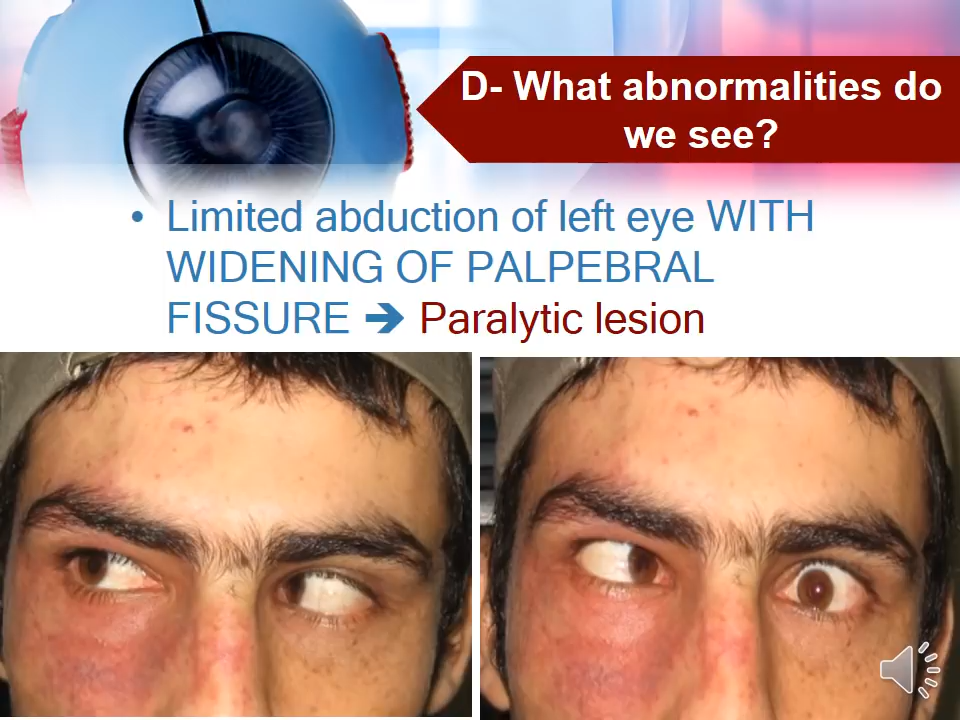 D- What abnormalities do
we see?
• Limited abduction of left eye WITH
WIDENING OF PALPEBRAL
FISSURE ➔ Paralytic lesion